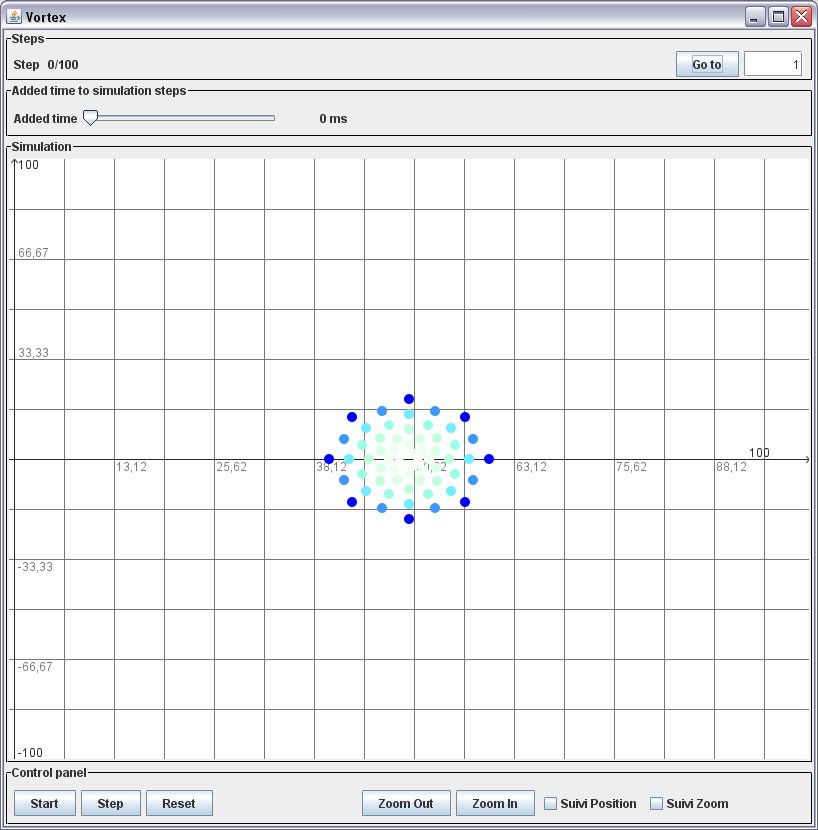 Vortex
Steps
Step 0/100
Go to
1
Added time to simulation steps
Added time
0 ms
Simulation
100
66,67
33,33
100
13,12 25,62 38,12 63,12 75,62 88,12
-33,33
-66,67
-100
Control panel
Start Step Reset Zoom Out Zoom In Suivi Position Suivi Zoom